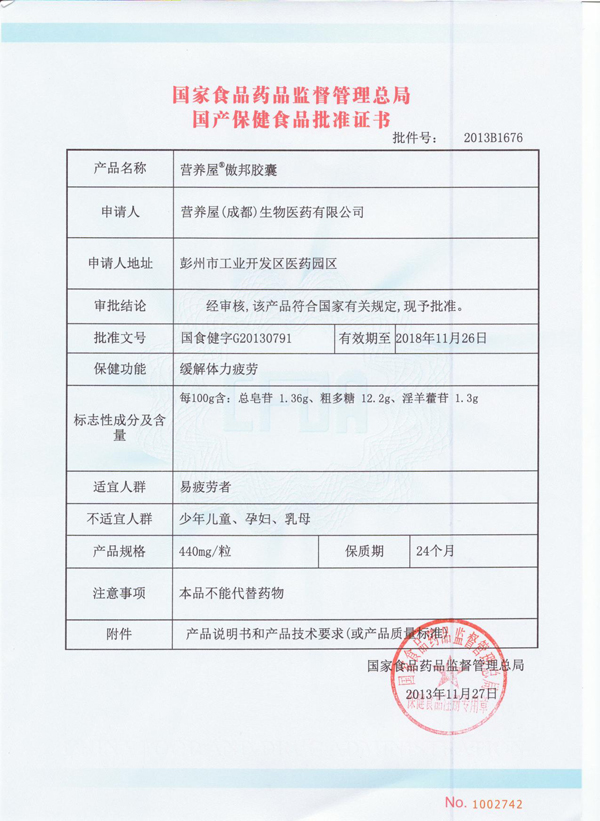 国家食品药品监督管理总局
国产保健食品批准证书
批件号： 2013B1676
产品名称 营养屋®傲邦胶囊
申请人 营养屋(成都)生物医药有限公司
申请人地址 彭州市工业开发区医药园区
审批结论 经审核,该产品符合国家有关规定,现予批准。
批准文号 国食健字G20130791 有效期至 2018年11月26日
保健功能 缓解体力疲劳
标志性成分及含量 每100g含: 总皂苷 1.36g、粗多糖 12.2g、淫羊藿苷 1.3g
适宜人群 易疲劳者
不适宜人群 少年儿童、孕妇、乳母
产品规格 440mg/粒 保质期 24个月
注意事项 本品不能代替药物
附件 产品说明书和产品技术要求(或产品质量标准)
国家食品药品监督管理总局
2013年11月27日
国家食品药品监督管理总局
保健食品注册专用章
CFDA
No. 1002742